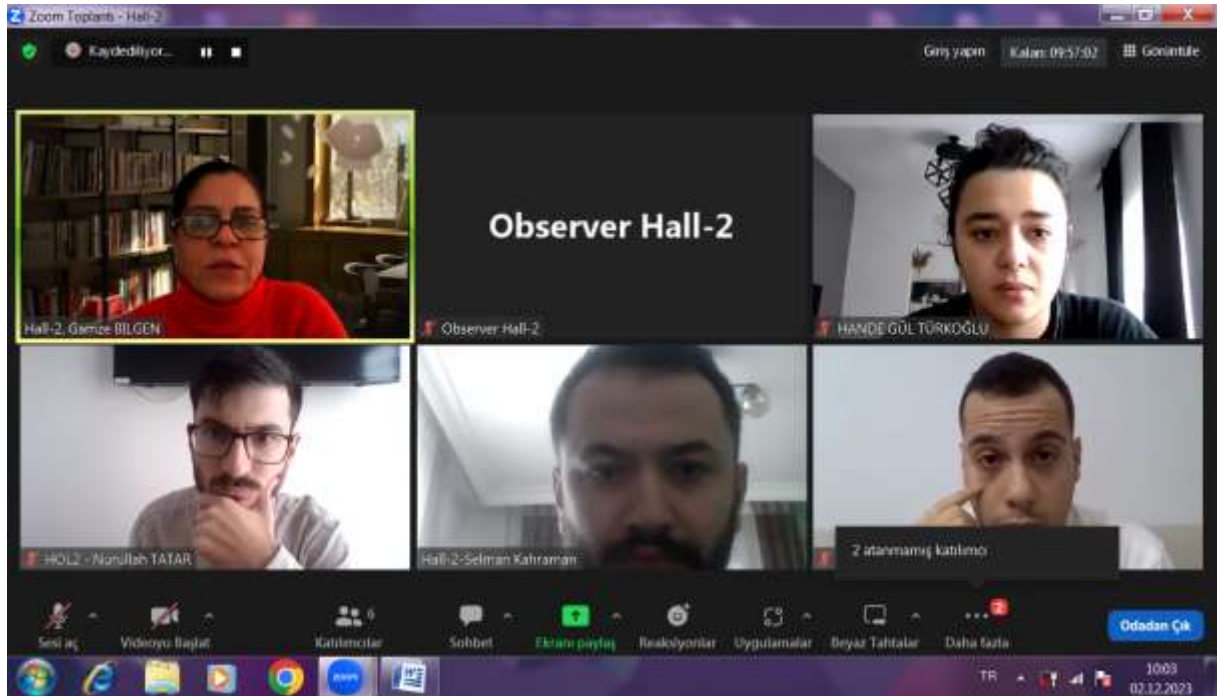 Zoom Toplantı - Hall-2
Kaydediliyor...
Giriş yapın
Kalan: 09:57:02
Görüntüle
Hall-2, Gamze BİLGEN
Observer Hall-2
Observer Hall-2
HANDE GÜL TÜRKOĞLU
HOL2 - Nurullah TATAR
Hall-2-Selman Kahraman
2 atanmamış katılımcı
Sesi aç
Videoyu Başlat
Katılımcılar
6
Sohbet
Ekranı paylaş
Reaksiyonlar
Uygulamalar
Beyaz Tahtalar
Daha fazla
2
Odadan Çık
zoom
TR
10:03
02.12.2023